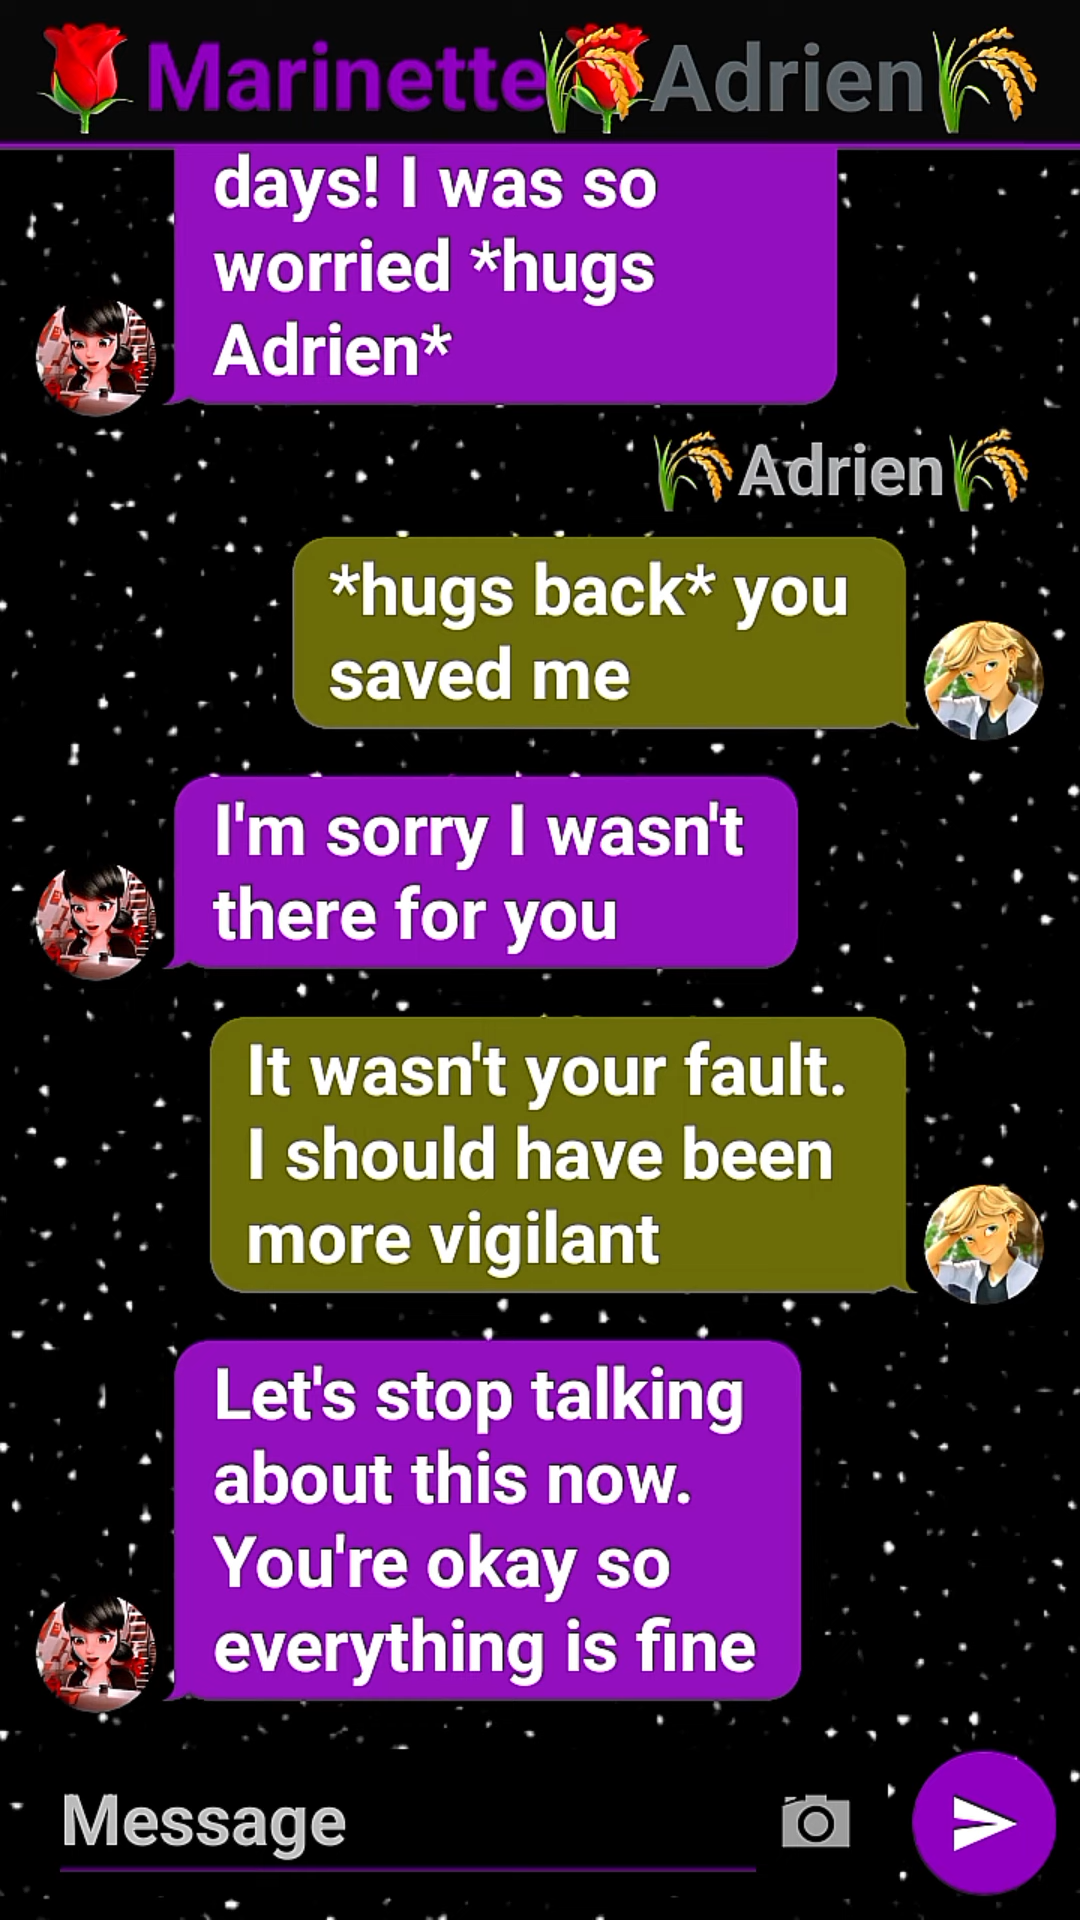 🌹Marinette🌹🌾Adrien🌾
days! I was so
worried *hugs
Adrien*
🌾Adrien🌾
*hugs back* you
saved me
I'm sorry I wasn't
there for you
It wasn't your fault.
I should have been
more vigilant
Let's stop talking
about this now.
You're okay so
everything is fine
Message